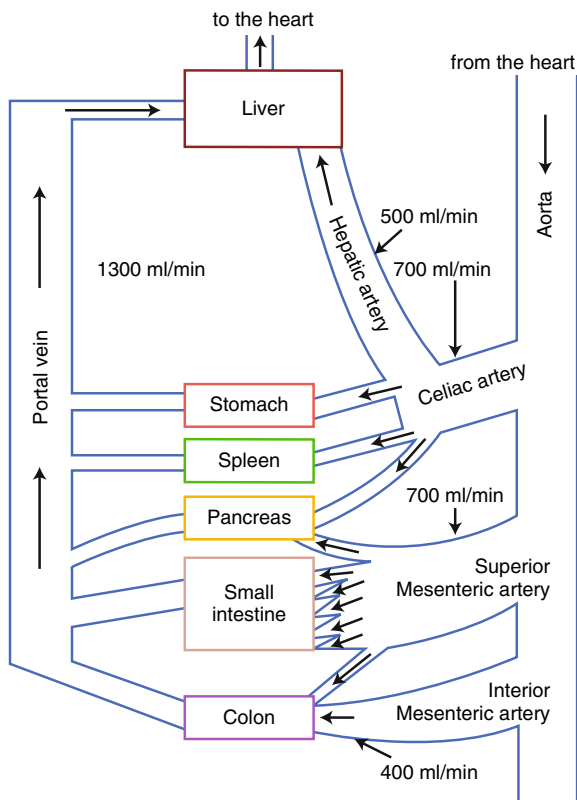 to the heart
from the heart
Liver
Aorta
500 ml/min
700 ml/min
Hepatic artery
1300 ml/min
Portal vein
Celiac artery
Stomach
Spleen
700 ml/min
Pancreas
Small
intestine
Superior
Mesenteric artery
Interior
Mesenteric artery
Colon
400 ml/min